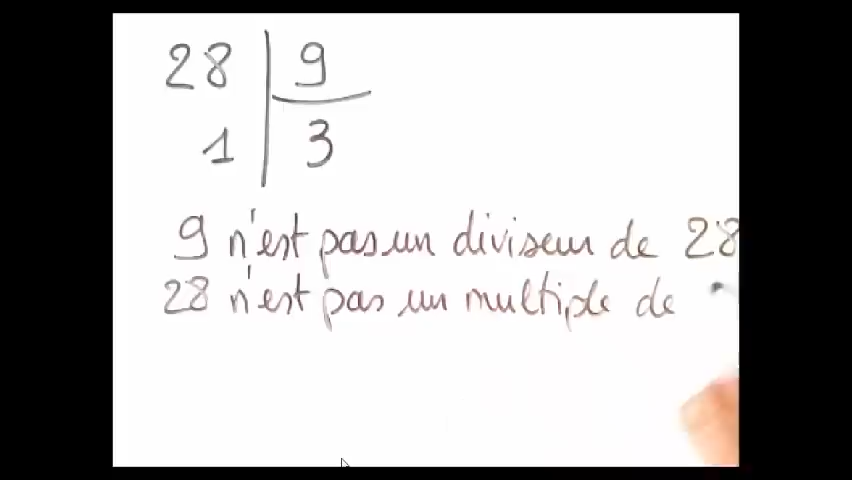 28 9
1 3
9 n'est pas un diviseur de 28
28 n'est pas un multiple de